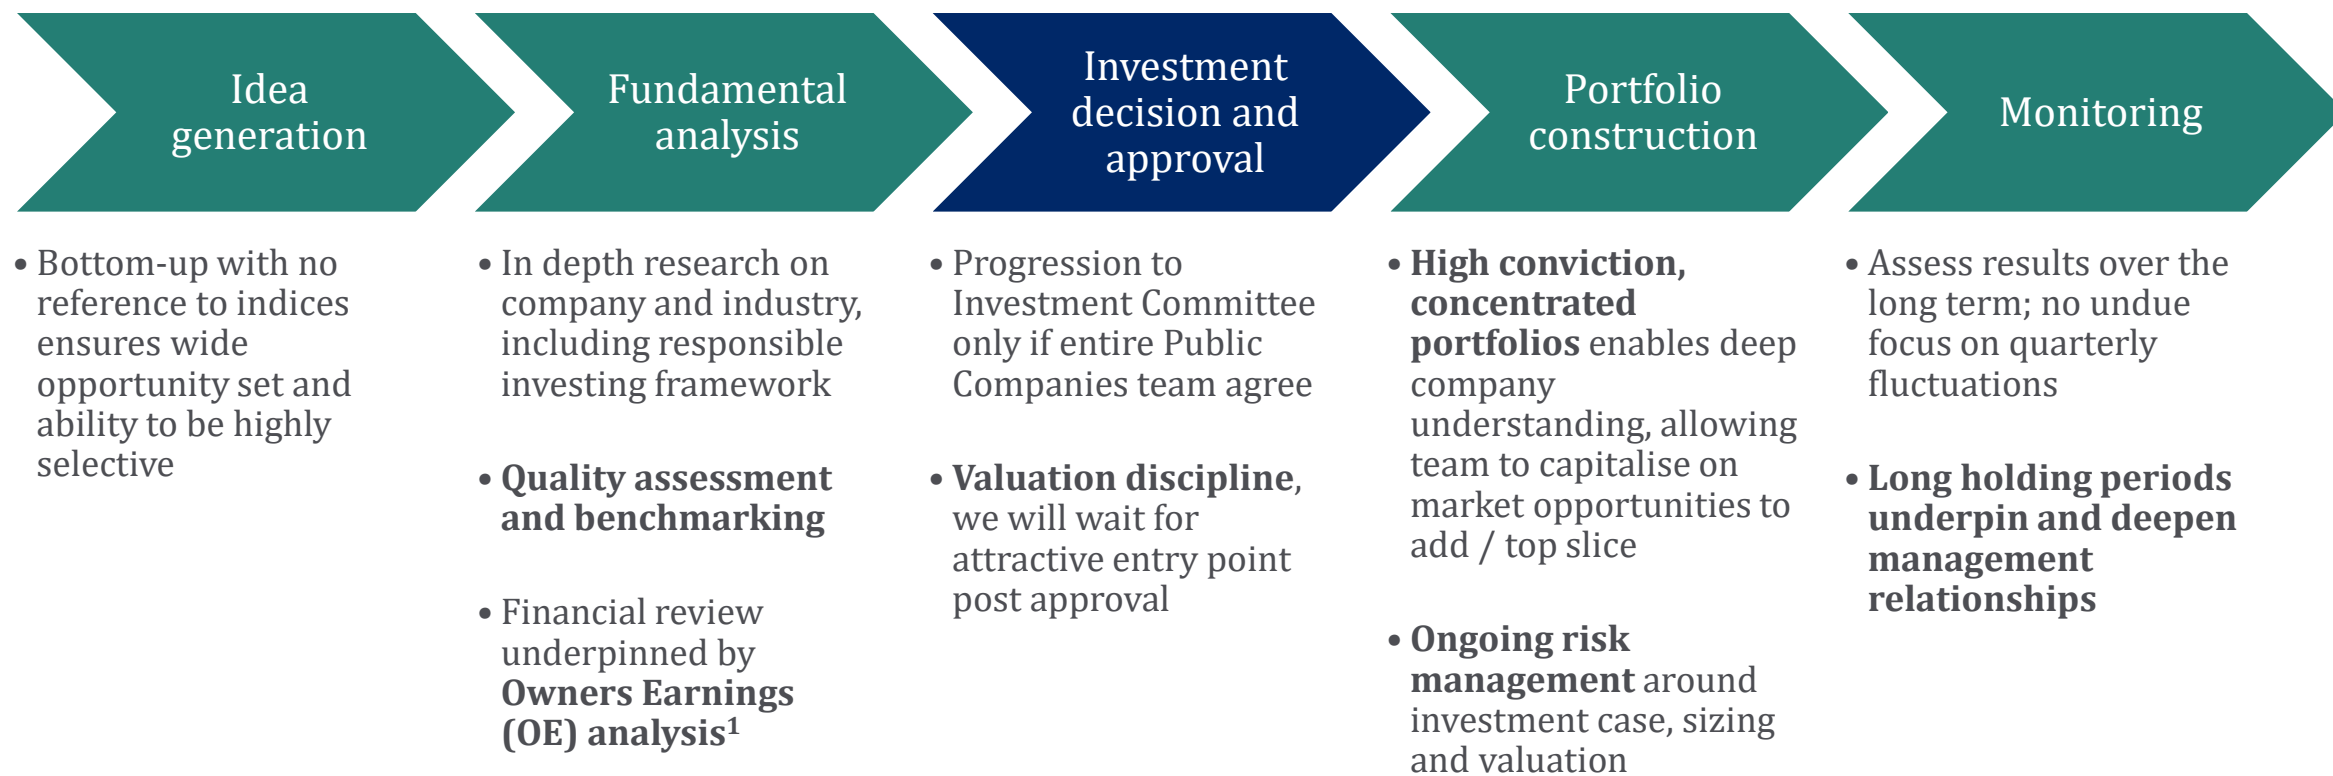 Idea
generation
Fundamental
analysis
Investment
decision and
approval
Portfolio
construction
Monitoring
• Bottom-up with no
reference to indices
ensures wide
opportunity set and
ability to be highly
selective
• In depth research on
company and industry,
including responsible
investing framework
• Quality assessment
and benchmarking
• Financial review
underpinned by
Owners Earnings
(OE) analysis¹
• Progression to
Investment Committee
only if entire Public
Companies team agree
• Valuation discipline,
we will wait for
attractive entry point
post approval
• High conviction,
concentrated
portfolios enables deep
company
understanding, allowing
team to capitalise on
market opportunities to
add / top slice
• Ongoing risk
management around
investment case, sizing
and valuation
• Assess results over the
long term; no undue
focus on quarterly
fluctuations
• Long holding periods
underpin and deepen
management
relationships